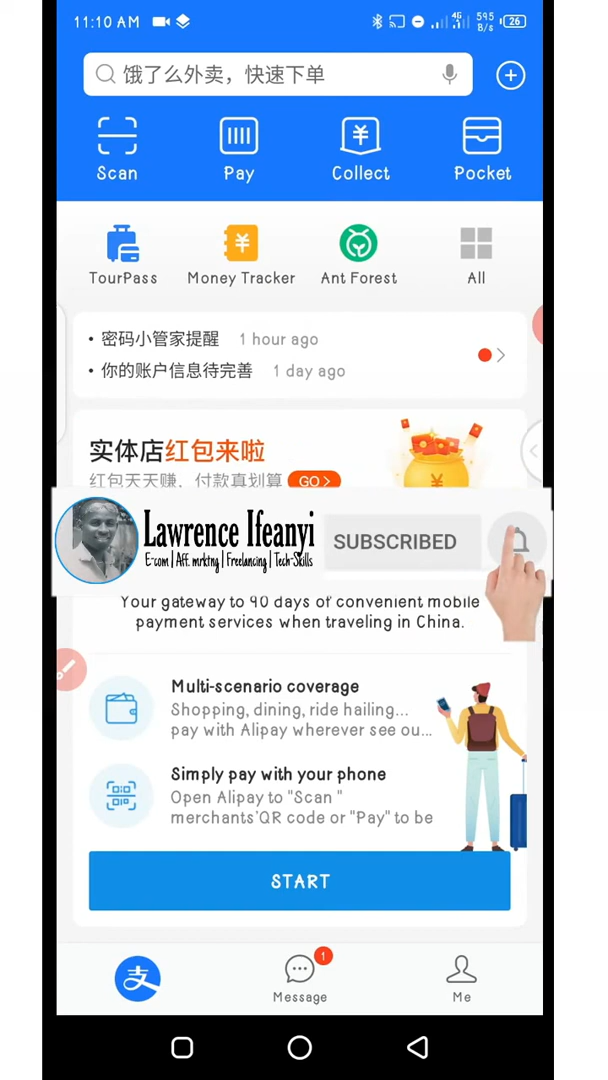 11:10 AM
4G 595 B/s 26
饿了么外卖，快速下单
Scan Pay Collect Pocket
TourPass Money Tracker Ant Forest All
• 密码小管家提醒 1 hour ago
• 你的账户信息待完善 1 day ago
实体店红包来啦
红包天天赚，付款真划算 GO >
Lawrence Ifeanyi
E-com | Aff. mrktng | Freelancing | Tech-Skills
SUBSCRIBED
Your gateway to 90 days of convenient mobile
payment services when traveling in China.
Multi-scenario coverage
Shopping, dining, ride hailing...
pay with Alipay wherever see ou...
Simply pay with your phone
Open Alipay to "Scan "
merchants'QR code or "Pay" to be
START
支
1
Message
Me